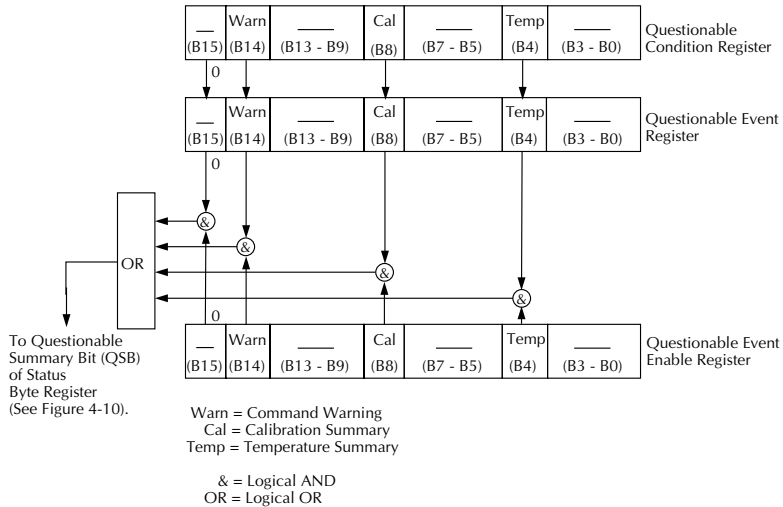 Warn Cal Temp
(B15) (B14) (B13 - B9) (B8) (B7 - B5) (B4) (B3 - B0)
Questionable
Condition Register
0
Warn Cal Temp
(B15) (B14) (B13 - B9) (B8) (B7 - B5) (B4) (B3 - B0)
Questionable Event
Register
0
&
&
OR
&
&
0
To Questionable
Summary Bit (QSB)
of Status
Byte Register
(See Figure 4-10).
Warn Cal Temp
(B15) (B14) (B13 - B9) (B8) (B7 - B5) (B4) (B3 - B0)
Questionable Event
Enable Register
Warn = Command Warning
Cal = Calibration Summary
Temp = Temperature Summary
& = Logical AND
OR = Logical OR